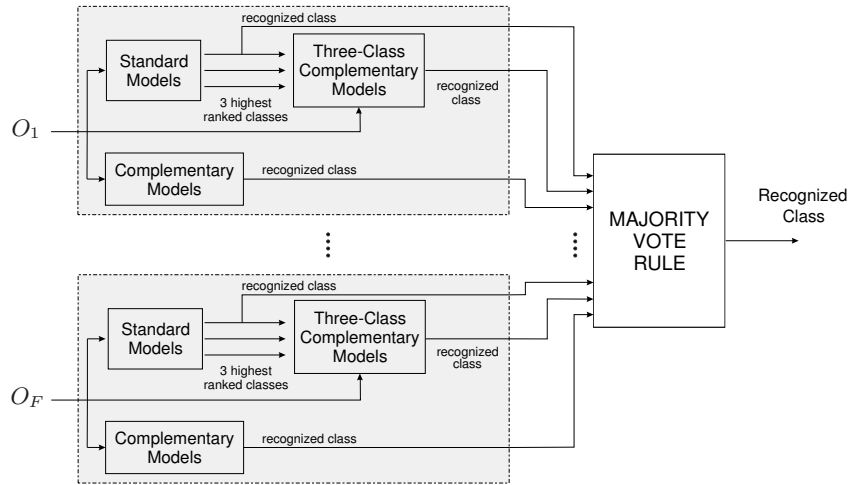 recognized class
Standard
Models
Three-Class
Complementary
Models
recognized
class
3 highest
ranked classes
O1
Complementary
Models
recognized class
MAJORITY
VOTE
RULE
Recognized
Class
recognized class
Standard
Models
Three-Class
Complementary
Models
recognized
class
3 highest
ranked classes
OF
Complementary
Models
recognized class